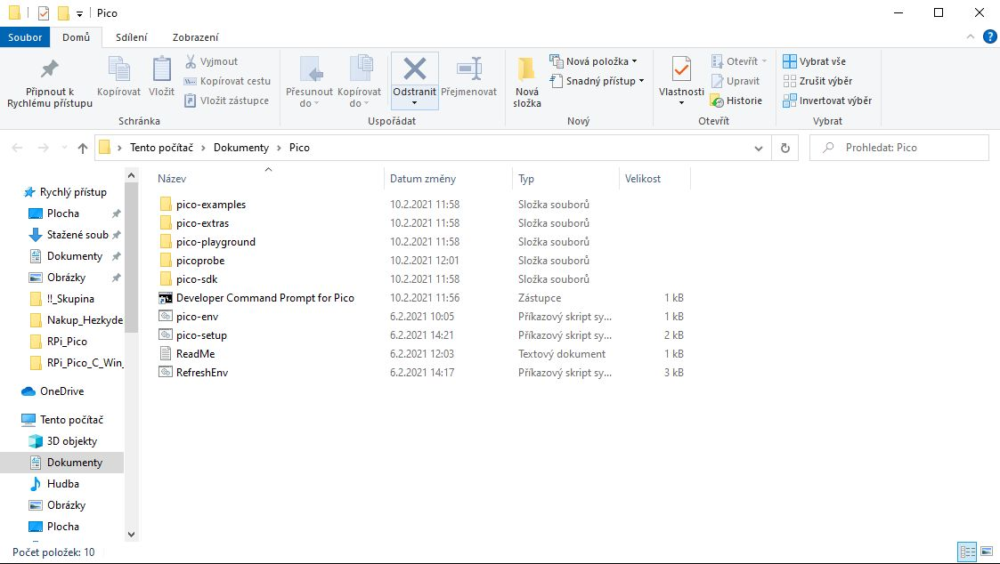 Pico
Soubor Domů Sdílení Zobrazení
Připnout k Rychlému přístupu
Kopírovat
Vložit
Vyjmout
Kopírovat cestu
Vložit zástupce
Schránka
Přesunout do
Kopírovat do
Odstranit
Přejmenovat
Uspořádat
Nová složka
Nová položka
Snadný přístup
Nový
Vlastnosti
Otevřít
Upravit
Historie
Otevřít
Vybrat vše
Zrušit výběr
Invertovat výběr
Vybrat
Tento počítač Dokumenty Pico
Prohledat: Pico
Rychlý přístup
Plocha
Stažené soub
Dokumenty
Obrázky
!!_Skupina
Nakup_Hezkyde
RPi_Pico
RPi_Pico_C_Win_
OneDrive
Tento počítač
3D objekty
Dokumenty
Hudba
Obrázky
Plocha
Název Datum změny Typ Velikost
pico-examples 10.2.2021 11:58 Složka souborů
pico-extras 10.2.2021 11:58 Složka souborů
pico-playground 10.2.2021 11:58 Složka souborů
picoprobe 10.2.2021 12:01 Složka souborů
pico-sdk 10.2.2021 11:58 Složka souborů
Developer Command Prompt for Pico 10.2.2021 11:56 Zástupce 1 kB
pico-env 6.2.2021 10:05 Příkazový skript sy... 1 kB
pico-setup 6.2.2021 14:21 Příkazový skript sy... 2 kB
ReadMe 6.2.2021 12:03 Textový dokument 1 kB
RefreshEnv 6.2.2021 14:17 Příkazový skript sy... 3 kB
Počet položek: 10